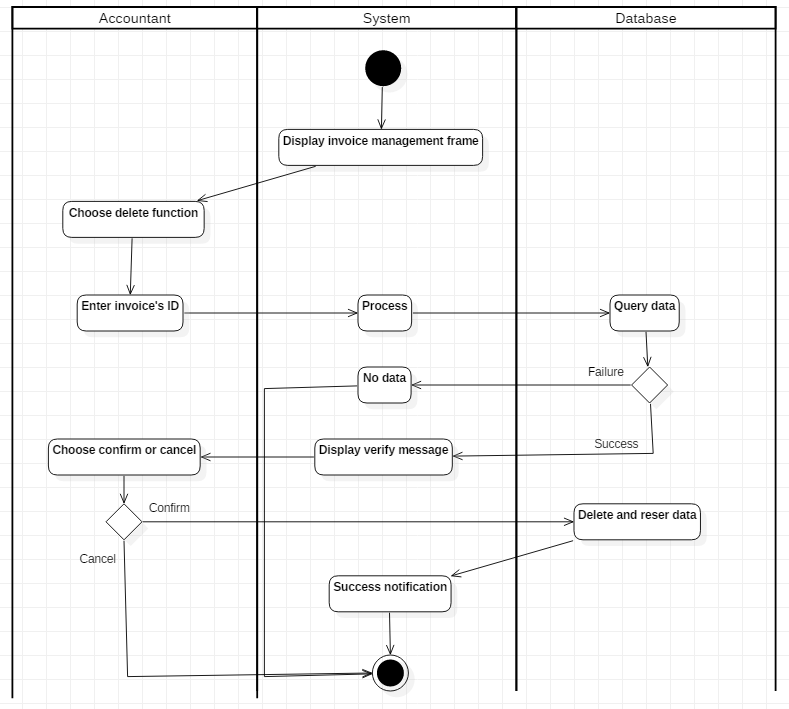 Accountant
System
Database
Display invoice management frame
Choose delete function
Enter invoice's ID
Process
Query data
Failure
No data
Success
Choose confirm or cancel
Display verify message
Confirm
Delete and reser data
Cancel
Success notification